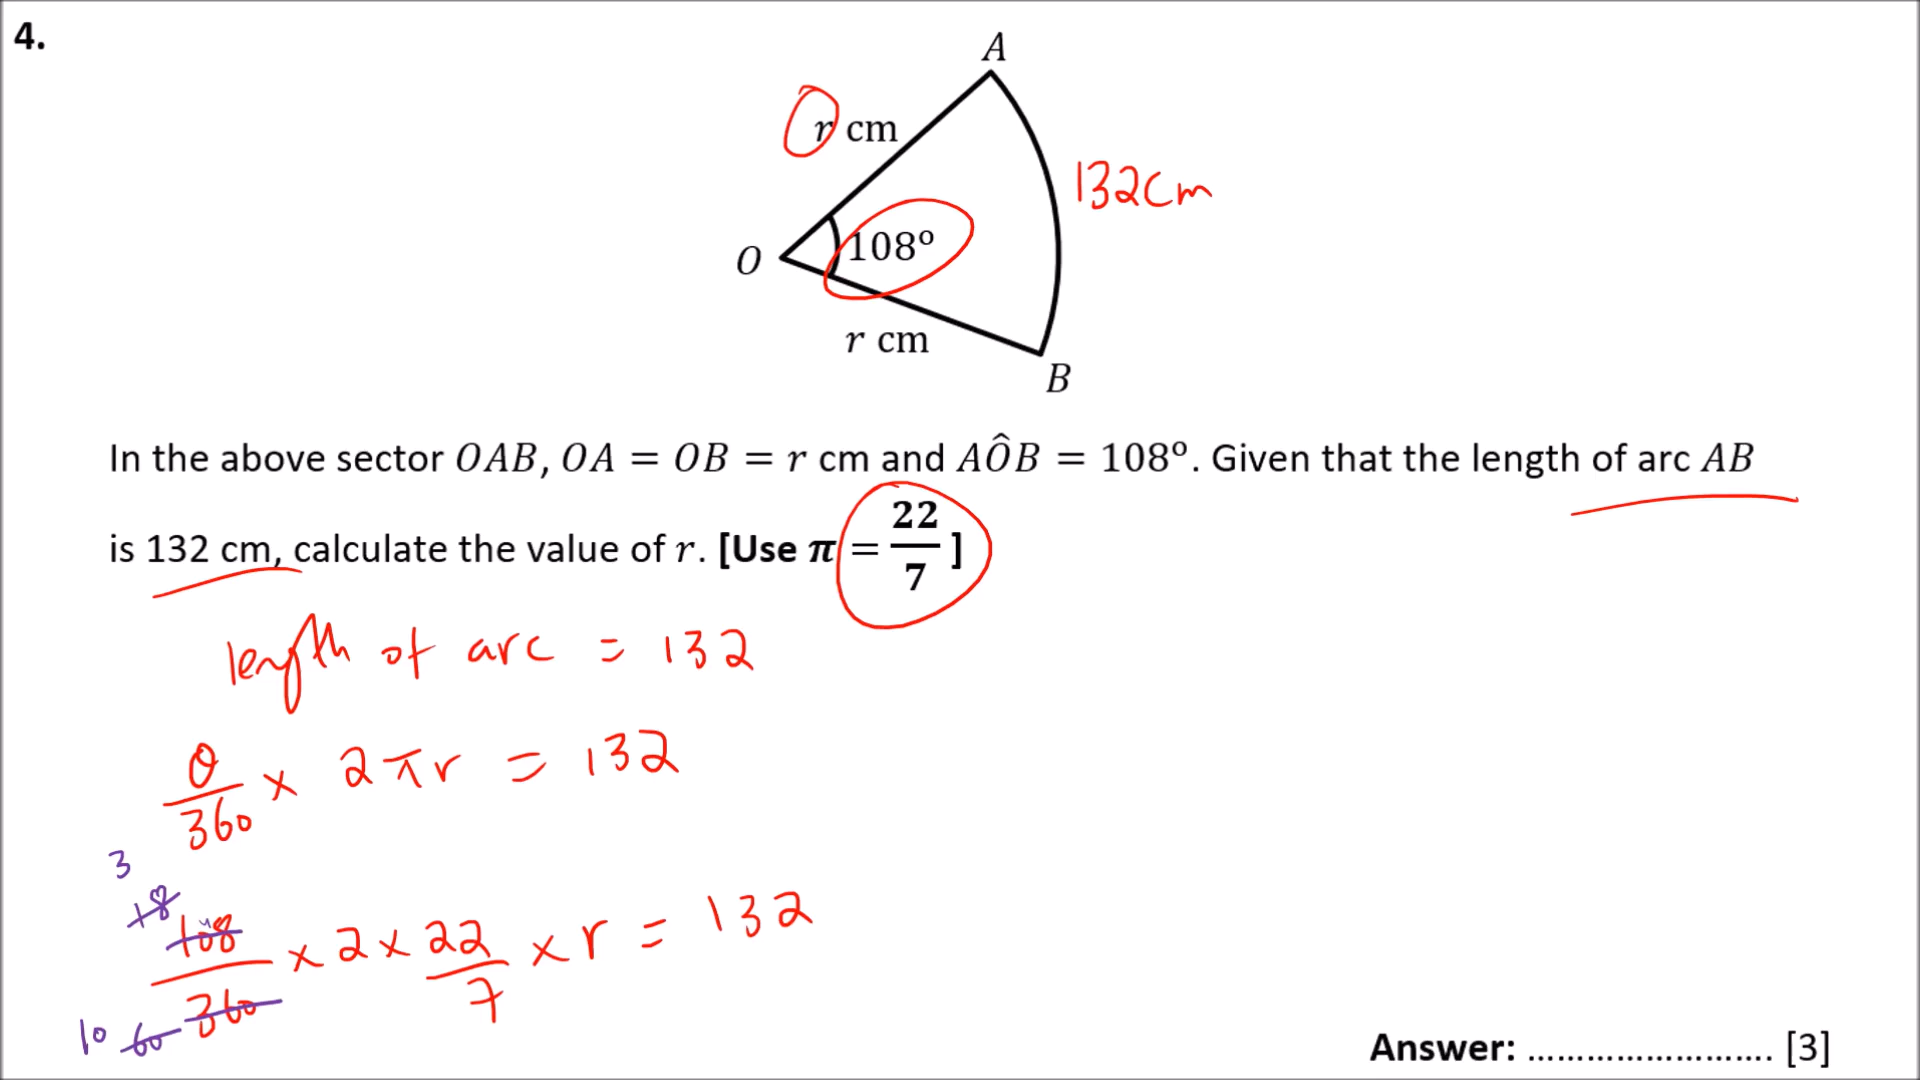 4.
A
r cm
132cm
O
108°
r cm
B
In the above sector OAB, OA = OB = r cm and AÔB = 108°. Given that the length of arc AB
is 132 cm, calculate the value of r. [Use π = 22/7 ]
length of arc = 132
θ/360 × 2πr = 132
3
18
108/360 × 2 × 22/7 × r = 132
10 60
Answer: ......................... [3]